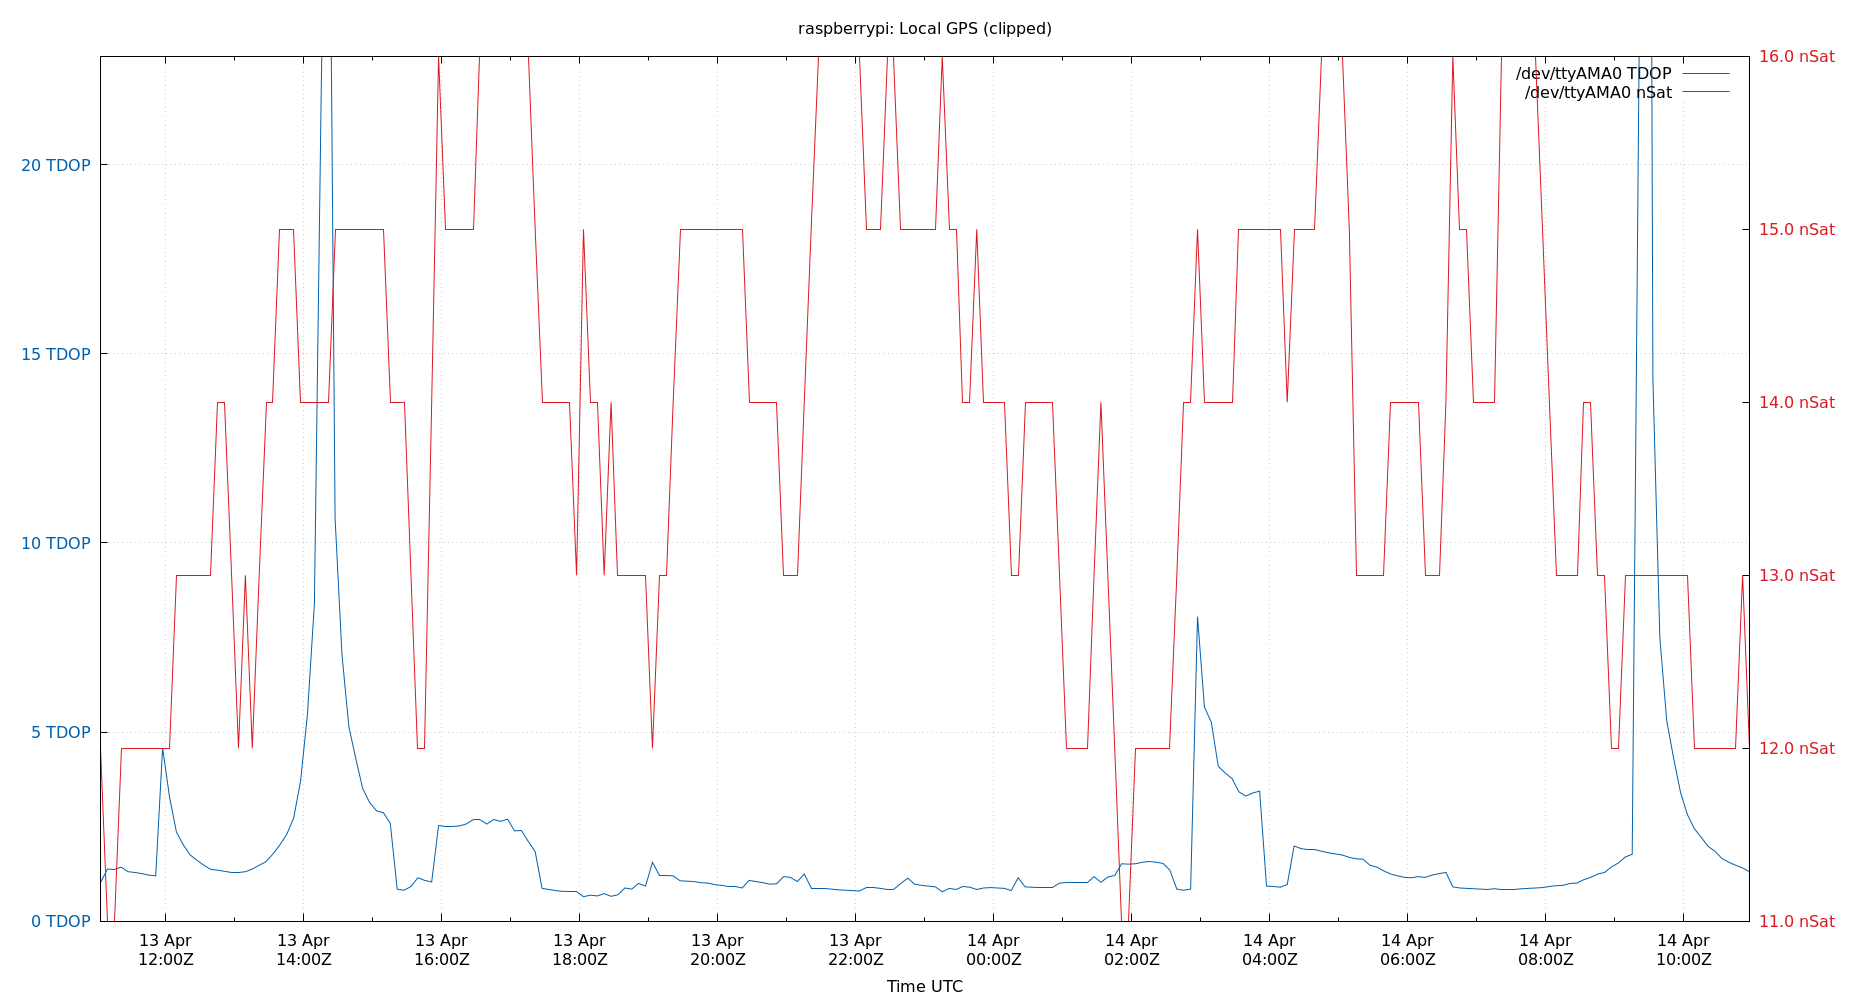 raspberrypi: Local GPS (clipped)
/dev/ttyAMA0 TDOP
/dev/ttyAMA0 nSat
20 TDOP
15 TDOP
10 TDOP
5 TDOP
0 TDOP
16.0 nSat
15.0 nSat
14.0 nSat
13.0 nSat
12.0 nSat
11.0 nSat
13 Apr 13 Apr 13 Apr 13 Apr 13 Apr 13 Apr 14 Apr 14 Apr 14 Apr 14 Apr 14 Apr 14 Apr
12:00Z 14:00Z 16:00Z 18:00Z 20:00Z 22:00Z 00:00Z 02:00Z 04:00Z 06:00Z 08:00Z 10:00Z
Time UTC